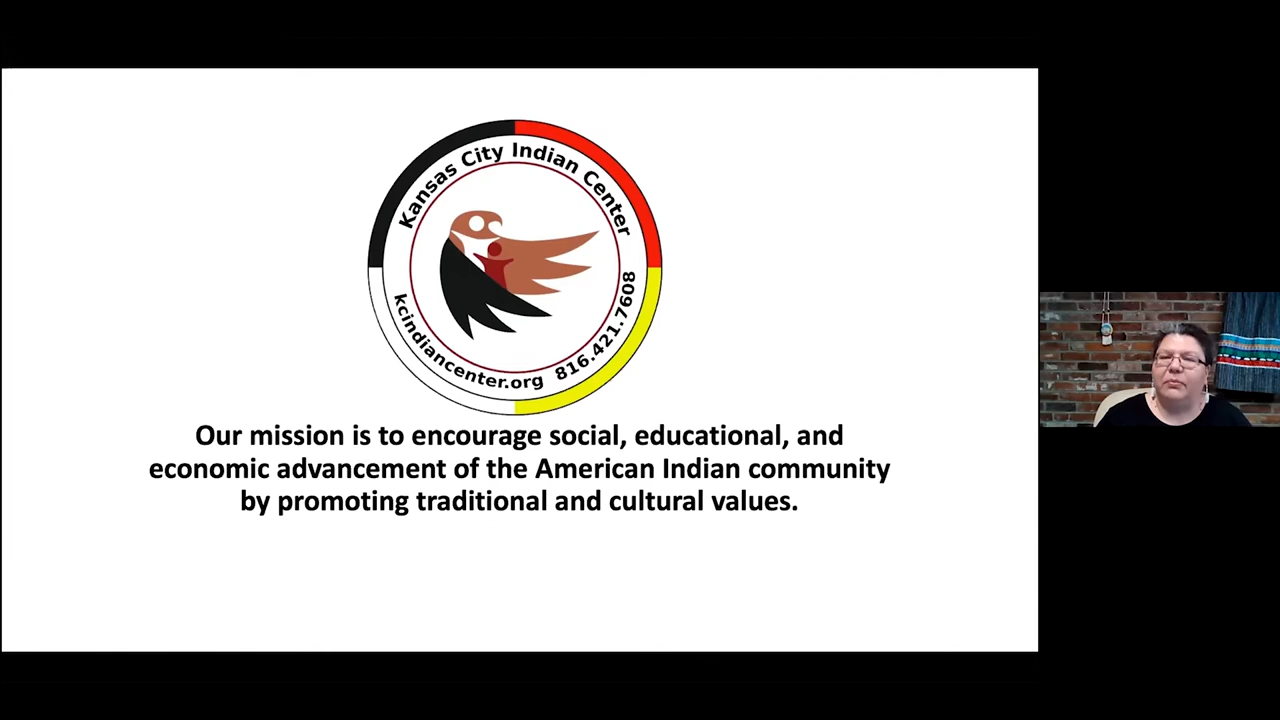 Kansas City Indian Center
kcindiancenter.org 816.421.7608
Our mission is to encourage social, educational, and
economic advancement of the American Indian community
by promoting traditional and cultural values.